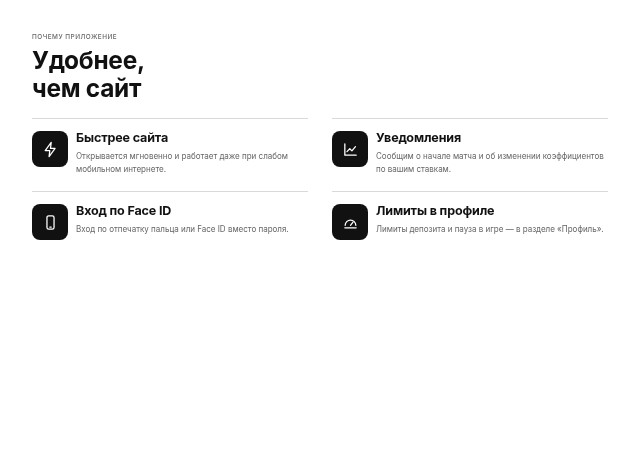 ПОЧЕМУ ПРИЛОЖЕНИЕ
Удобнее,
чем сайт
Быстрее сайта
Открывается мгновенно и работает даже при слабом
мобильном интернете.
Уведомления
Сообщим о начале матча и об изменении коэффициентов
по вашим ставкам.
Вход по Face ID
Вход по отпечатку пальца или Face ID вместо пароля.
Лимиты в профиле
Лимиты депозита и пауза в игре — в разделе «Профиль».